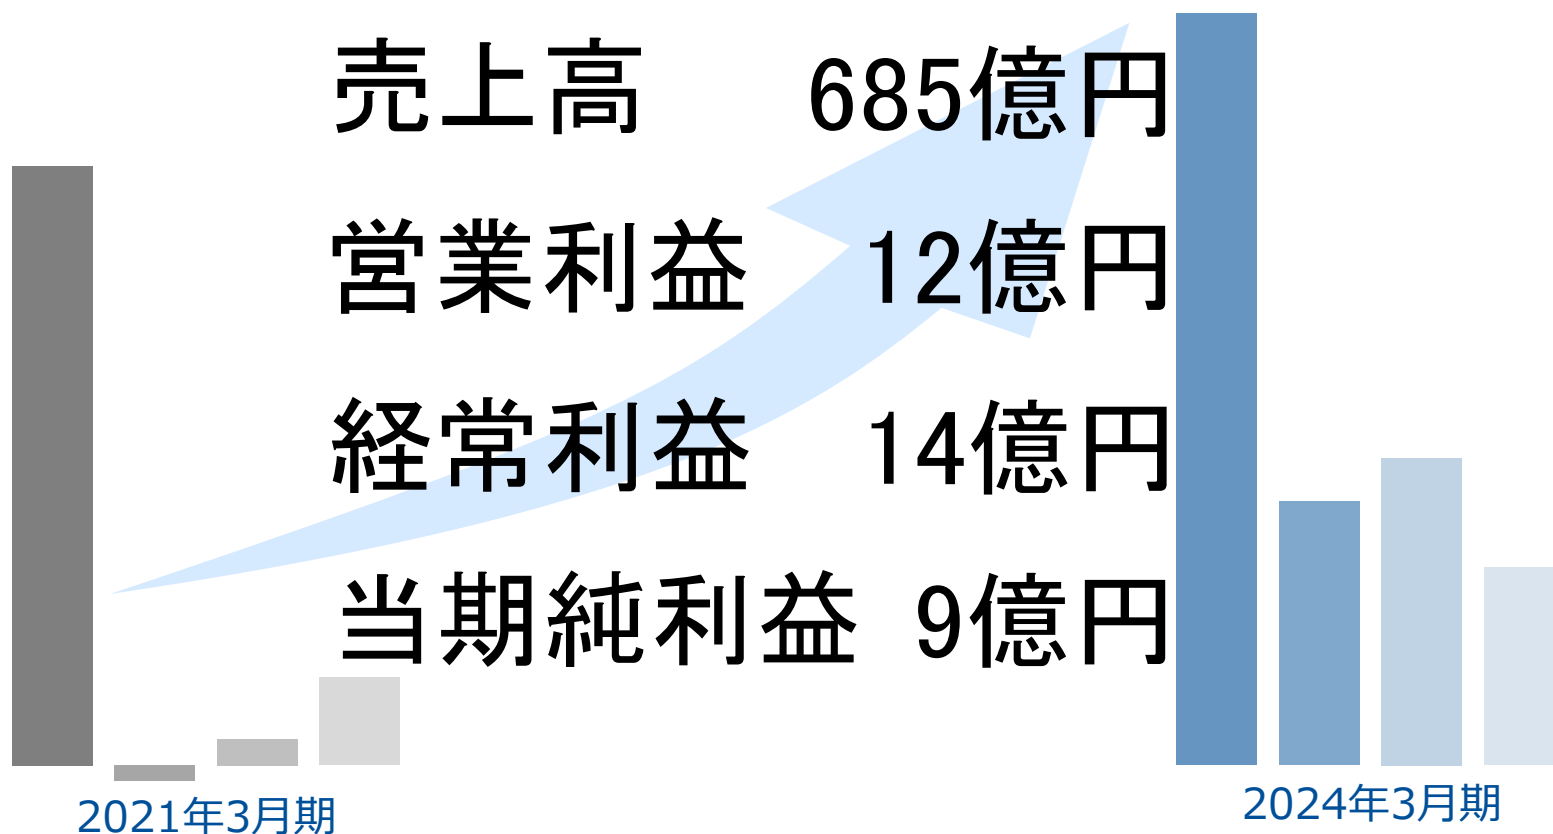 売上高 685億円
営業利益 12億円
経常利益 14億円
当期純利益 9億円
2021年3月期
2024年3月期